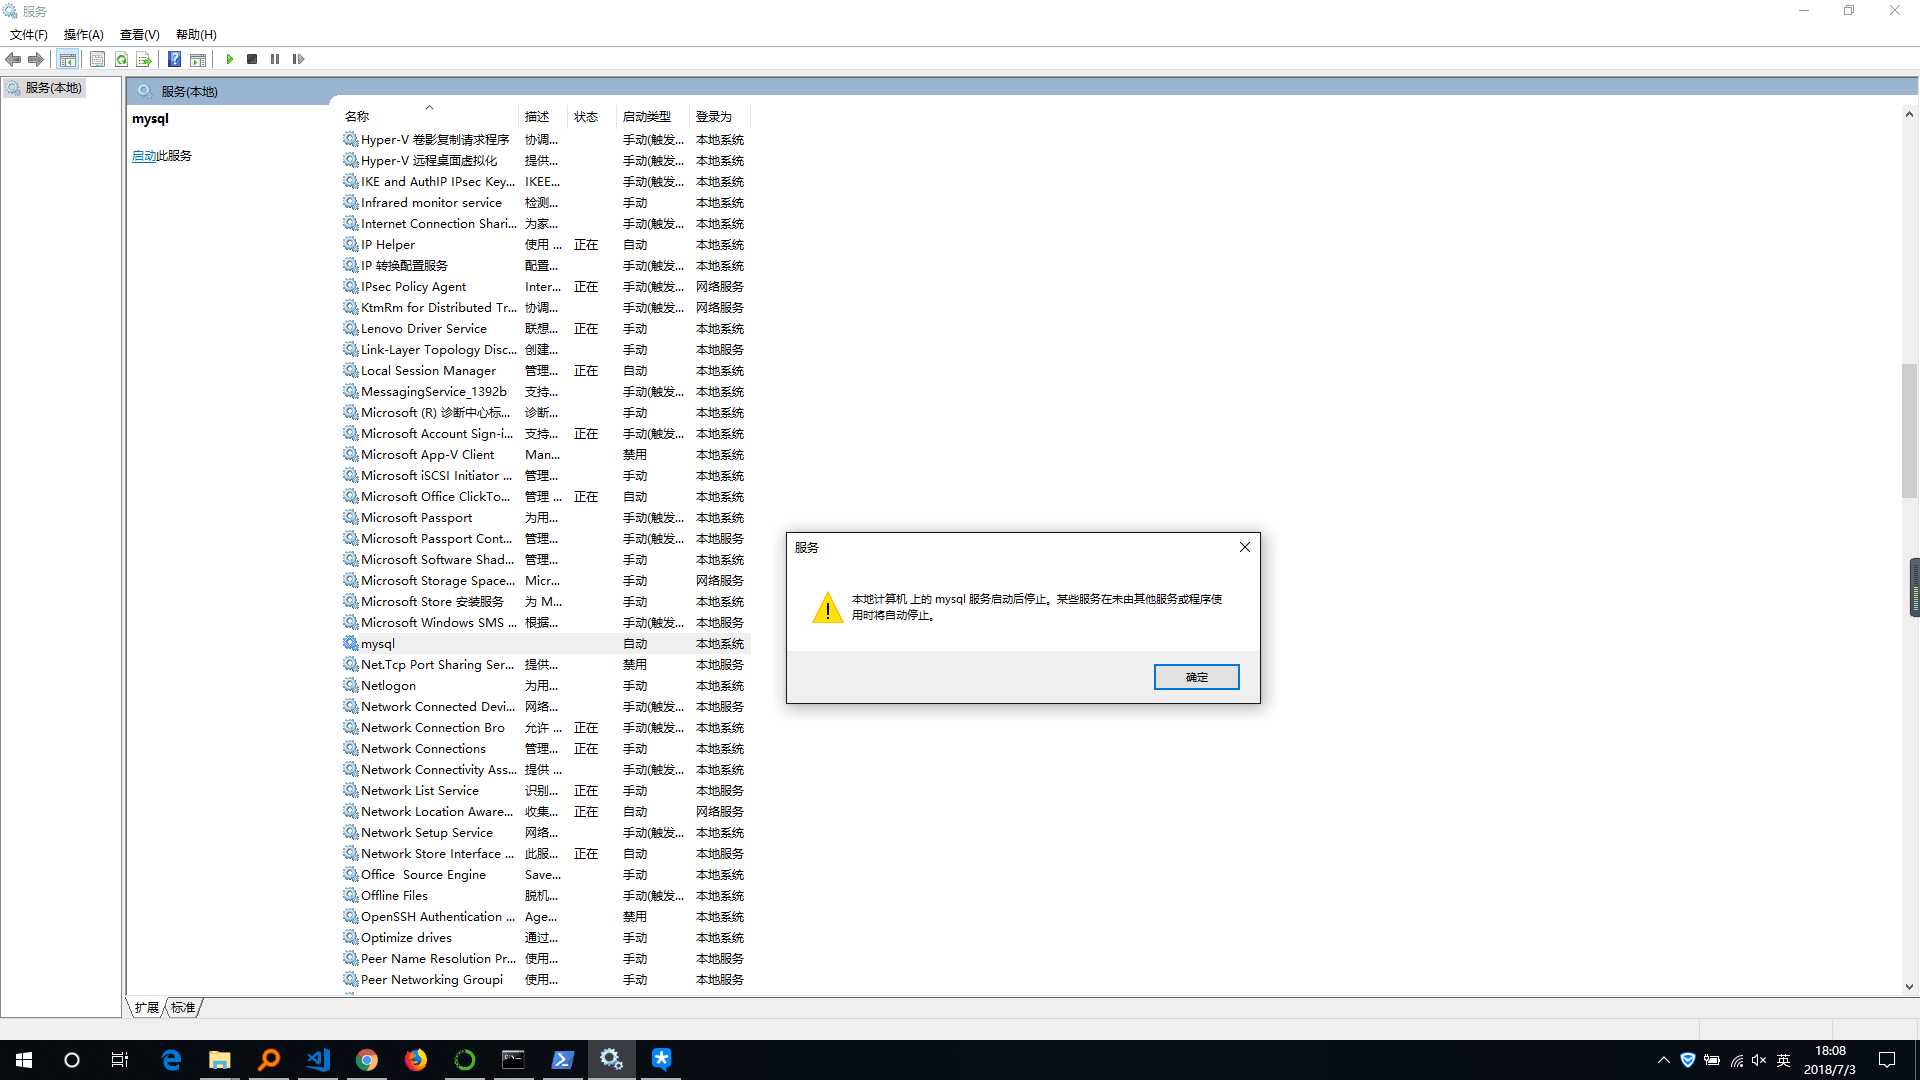 服务
文件(F) 操作(A) 查看(V) 帮助(H)
服务(本地)
服务(本地)
mysql
启动此服务
名称 描述 状态 启动类型 登录为
Hyper-V 卷影复制请求程序 协调... 手动(触发... 本地系统
Hyper-V 远程桌面虚拟化 提供... 手动(触发... 本地系统
IKE and AuthIP IPsec Key... IKEE... 手动(触发... 本地系统
Infrared monitor service 检测... 手动 本地系统
Internet Connection Shari... 为家... 手动(触发... 本地系统
IP Helper 使用 ... 正在 自动 本地系统
IP 转换配置服务 配置... 手动(触发... 本地系统
IPsec Policy Agent Inter... 正在 手动(触发... 网络服务
KtmRm for Distributed Tr... 协调... 手动(触发... 网络服务
Lenovo Driver Service 联想... 正在 手动 本地系统
Link-Layer Topology Disc... 创建... 手动 本地服务
Local Session Manager 管理... 正在 自动 本地系统
MessagingService_1392b 支持... 手动(触发... 本地系统
Microsoft (R) 诊断中心标... 诊断... 手动 本地系统
Microsoft Account Sign-i... 支持... 正在 手动(触发... 本地系统
Microsoft App-V Client Man... 禁用 本地系统
Microsoft iSCSI Initiator ... 管理... 手动 本地系统
Microsoft Office ClickTo... 管理 ... 正在 自动 本地系统
Microsoft Passport 为用... 手动(触发... 本地系统
Microsoft Passport Cont... 管理... 手动(触发... 本地服务
Microsoft Software Shad... 管理... 手动 本地系统
Microsoft Storage Space... Micr... 手动 网络服务
Microsoft Store 安装服务 为 M... 手动 本地系统
Microsoft Windows SMS ... 根据... 手动(触发... 本地服务
mysql 自动 本地系统
Net.Tcp Port Sharing Ser... 提供... 禁用 本地服务
Netlogon 为用... 手动 本地系统
Network Connected Devi... 网络... 手动(触发... 本地服务
Network Connection Bro 允许 ... 正在 手动(触发... 本地系统
Network Connections 管理... 正在 手动 本地系统
Network Connectivity Ass... 提供 ... 手动(触发... 本地系统
Network List Service 识别... 正在 手动 本地服务
Network Location Aware... 收集... 正在 自动 网络服务
Network Setup Service 网络... 手动(触发... 本地系统
Network Store Interface ... 此服... 正在 自动 本地服务
Office  Source Engine Save... 手动 本地系统
Offline Files 脱机... 手动(触发... 本地系统
OpenSSH Authentication ... Age... 禁用 本地系统
Optimize drives 通过... 手动 本地系统
Peer Name Resolution Pr... 使用... 手动 本地服务
Peer Networking Groupi 使用... 手动 本地服务
服务
本地计算机 上的 mysql 服务启动后停止。某些服务在未由其他服务或程序使
用时将自动停止。
确定
扩展 标准
英
18:08
2018/7/3